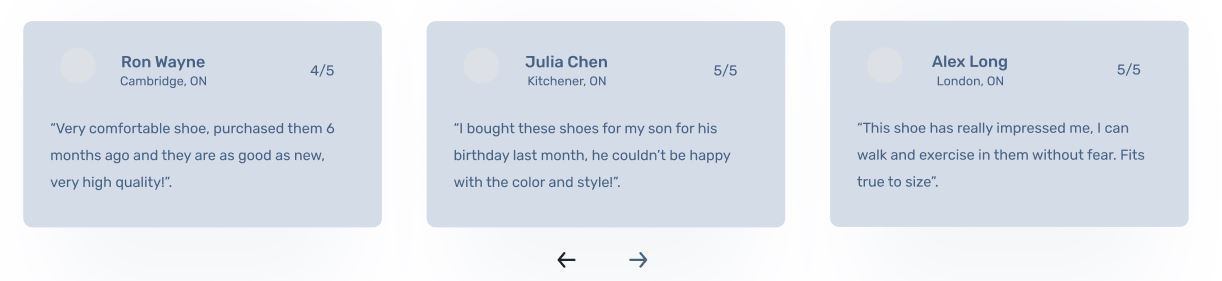 Ron Wayne
Cambridge, ON
4/5
“Very comfortable shoe, purchased them 6
months ago and they are as good as new,
very high quality!”.
Julia Chen
Kitchener, ON
5/5
“I bought these shoes for my son for his
birthday last month, he couldn’t be happy
with the color and style!”.
Alex Long
London, ON
5/5
“This shoe has really impressed me, I can
walk and exercise in them without fear. Fits
true to size”.